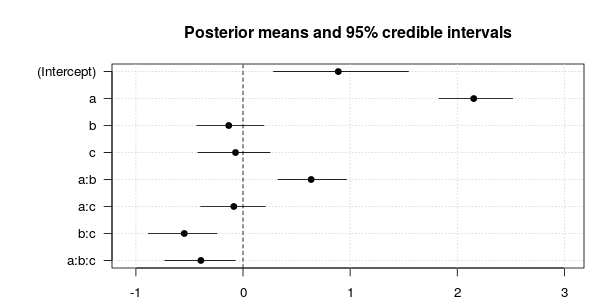 Posterior means and 95% credible intervals
(Intercept)
a
b
c
a:b
a:c
b:c
a:b:c
-1 0 1 2 3